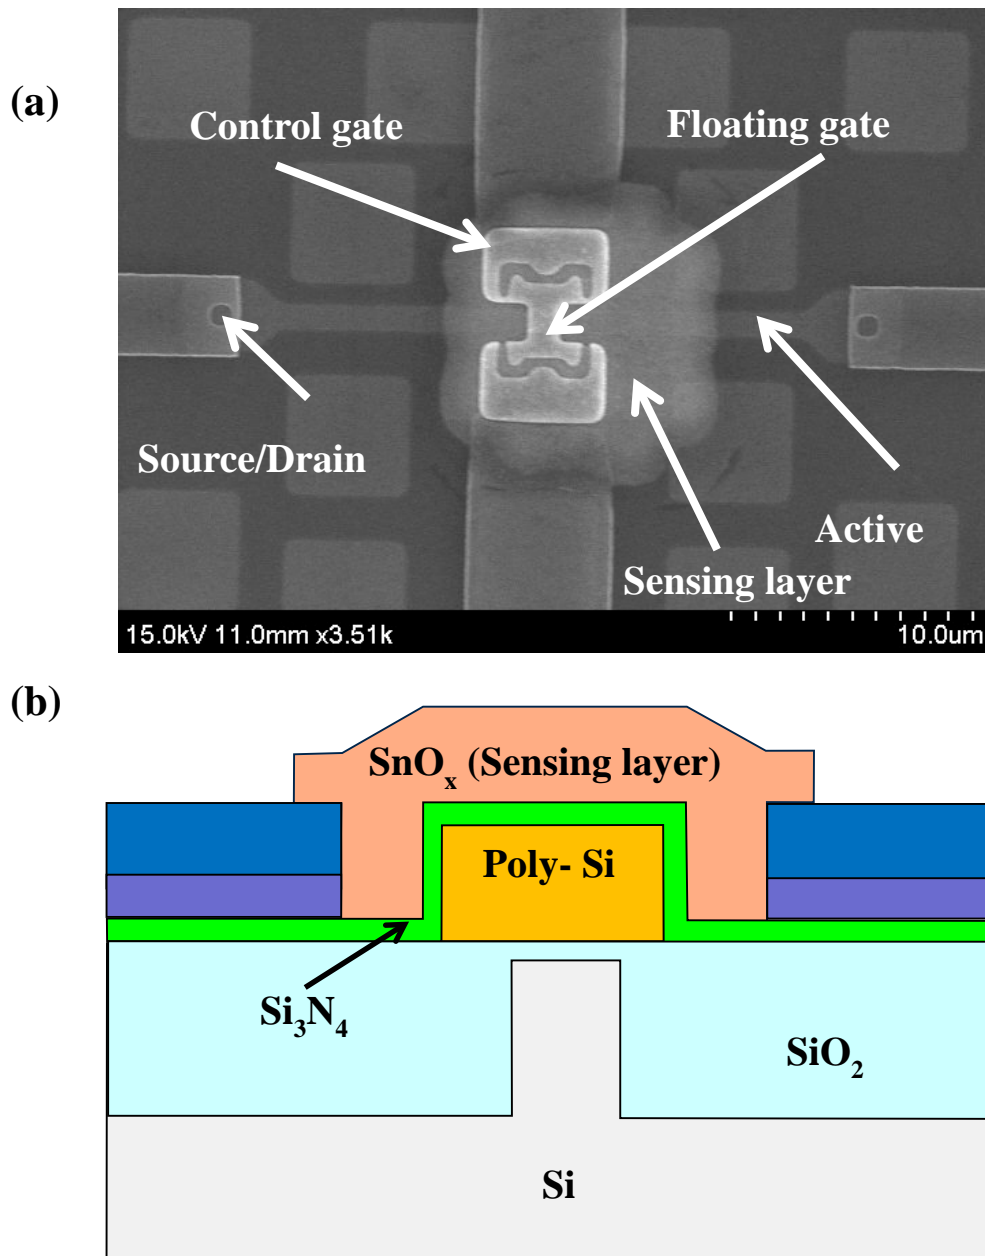 (a)
Control gate
Floating gate
Source/Drain
Active
Sensing layer
15.0kV 11.0mm x3.51k
10.0um
(b)
SnOₓ (Sensing layer)
Poly- Si
Si₃N₄
SiO₂
Si